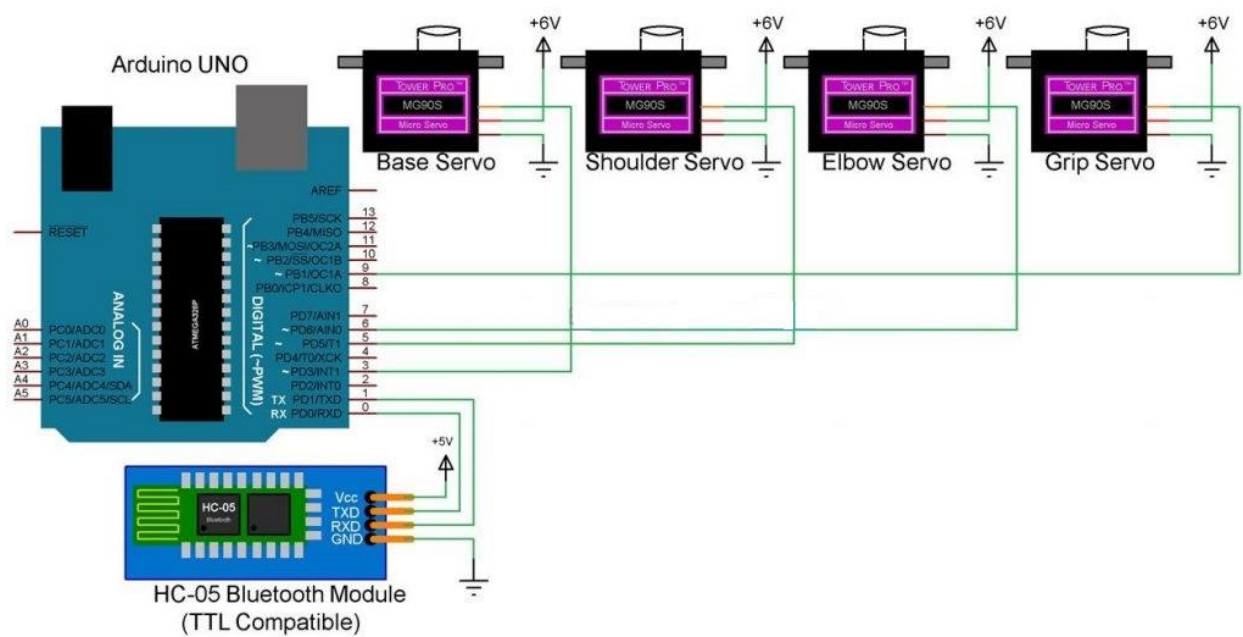 +6V
+6V
+6V
+6V
Arduino UNO
TOWER PRO™
MG90S
Micro Servo
TOWER PRO™
MG90S
Micro Servo
TOWER PRO™
MG90S
Micro Servo
TOWER PRO™
MG90S
Micro Servo
Base Servo
Shoulder Servo
Elbow Servo
Grip Servo
AREF
PB5/SCK 13
PB4/MISO 12
~PB3/MOSI/OC2A 11
~ PB2/SS/OC1B 10
~ PB1/OC1A 9
PB0/ICP1/CLKO 8
RESET
PD7/AIN1 7
~ PD6/AIN0 6
~ PD5/T1 5
PD4/T0/XCK 4
~ PD3/INT1 3
PD2/INT0 2
TX PD1/TXD 1
RX PD0/RXD 0
A0 PC0/ADC0
A1 PC1/ADC1
A2 PC2/ADC2
A3 PC3/ADC3
A4 PC4/ADC4/SDA
A5 PC5/ADC5/SCL
ANALOG IN
ATMEGA328P
DIGITAL (~PWM)
+5V
HC-05
Bluetooth
Vcc
TXD
RXD
GND
HC-05 Bluetooth Module
(TTL Compatible)